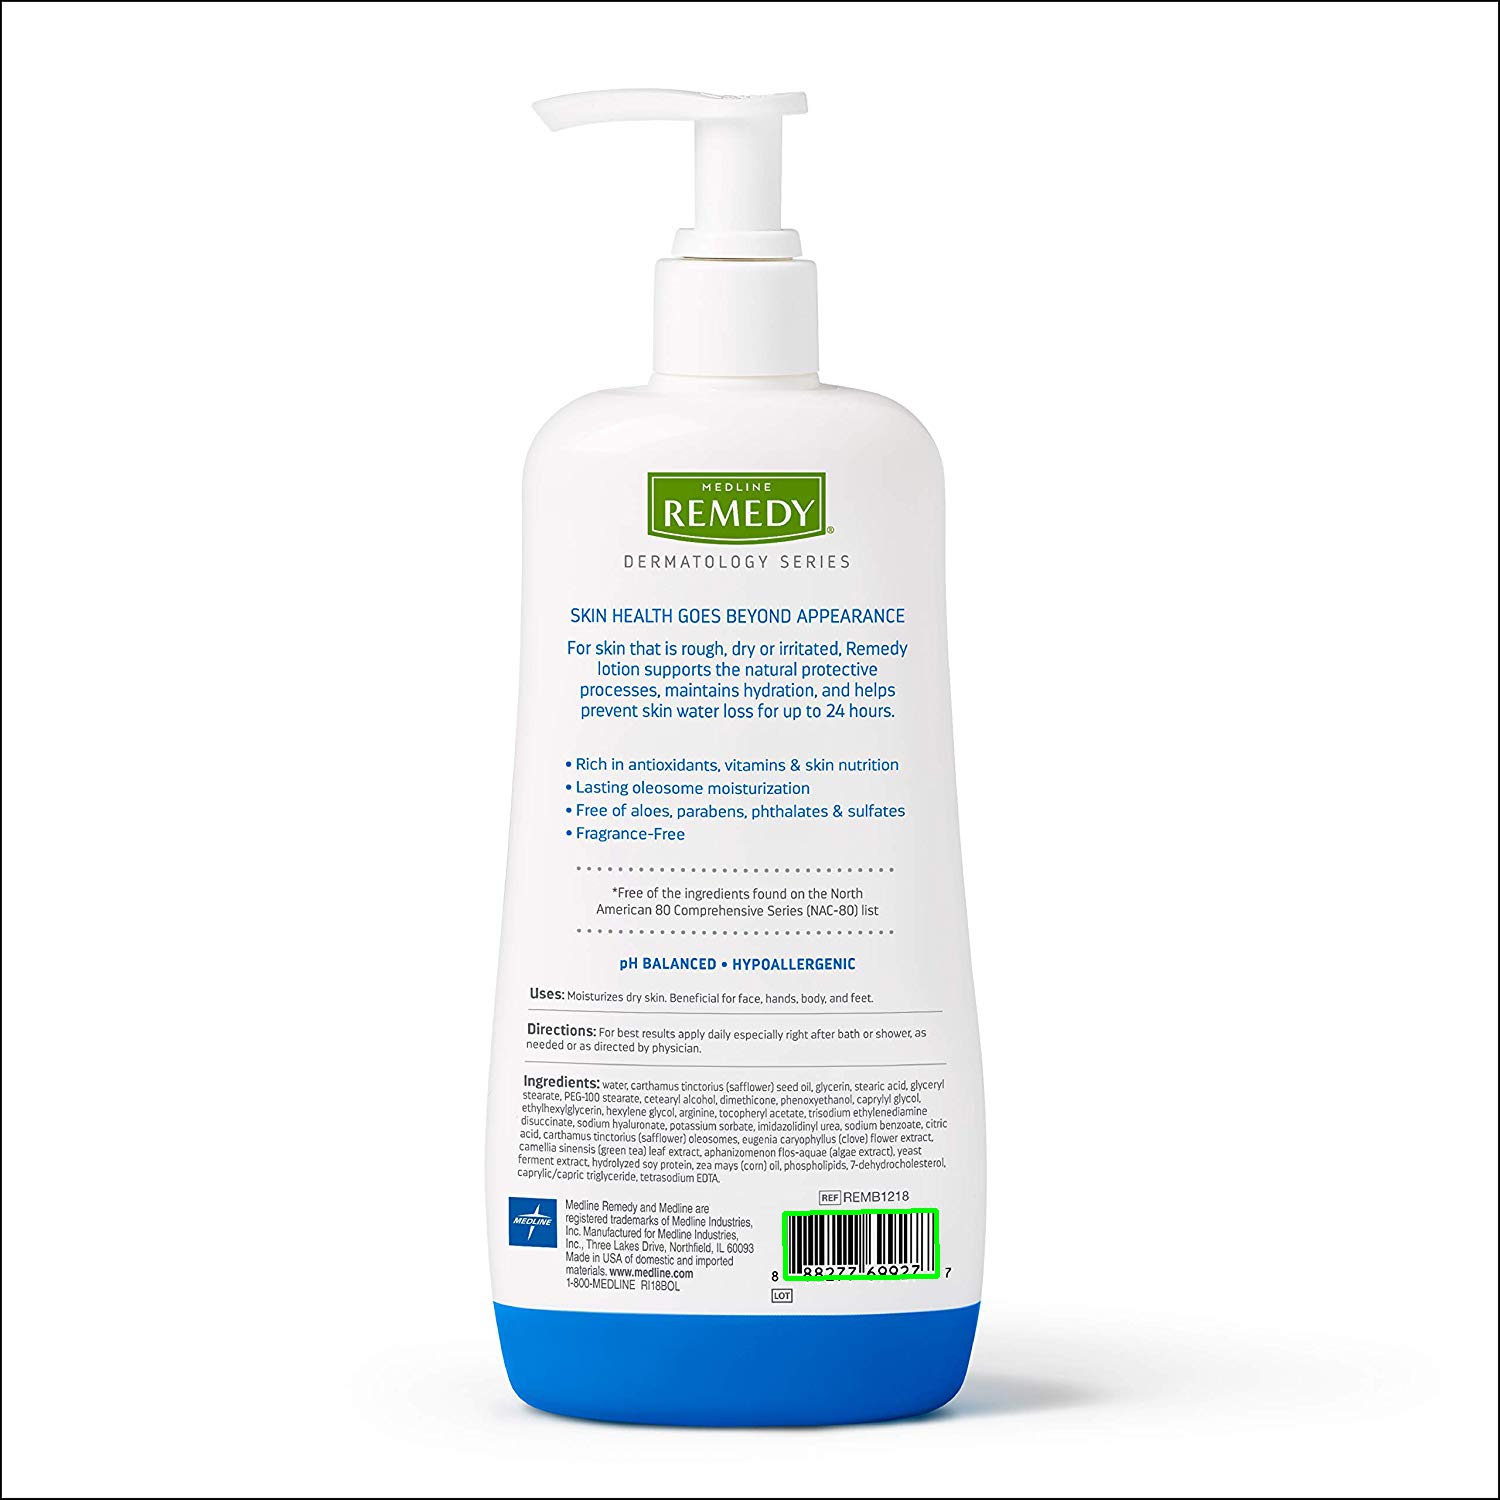 MEDLINE
REMEDY®
DERMATOLOGY SERIES
SKIN HEALTH GOES BEYOND APPEARANCE
For skin that is rough, dry or irritated, Remedy
lotion supports the natural protective
processes, maintains hydration, and helps
prevent skin water loss for up to 24 hours.
• Rich in antioxidants, vitamins & skin nutrition
• Lasting oleosome moisturization
• Free of aloes, parabens, phthalates & sulfates
• Fragrance-Free
*Free of the ingredients found on the North
American 80 Comprehensive Series (NAC-80) list
pH BALANCED • HYPOALLERGENIC
Uses: Moisturizes dry skin. Beneficial for face, hands, body, and feet.
Directions: For best results apply daily especially right after bath or shower, as
needed or as directed by physician.
Ingredients: water, carthamus tinctorius (safflower) seed oil, glycerin, stearic acid, glyceryl
stearate, PEG-100 stearate, cetearyl alcohol, dimethicone, phenoxyethanol, caprylyl glycol,
ethylhexylglycerin, hexylene glycol, arginine, tocopheryl acetate, trisodium ethylenediamine
disuccinate, sodium hyaluronate, potassium sorbate, imidazolidinyl urea, sodium benzoate, citric
acid, carthamus tinctorius (safflower) oleosomes, eugenia caryophyllus (clove) flower extract,
camellia sinensis (green tea) leaf extract, aphanizomenon flos-aquae (algae extract), yeast
ferment extract, hydrolyzed soy protein, zea mays (corn) oil, phospholipids, 7-dehydrocholesterol,
caprylic/capric triglyceride, tetrasodium EDTA.
MEDLINE
Medline Remedy and Medline are
registered trademarks of Medline Industries,
Inc. Manufactured for Medline Industries,
Inc., Three Lakes Drive, Northfield, IL 60093
Made in USA of domestic and imported
materials. www.medline.com
1-800-MEDLINE RI18BOL
REF REMB1218
8 88277 69927 7
LOT